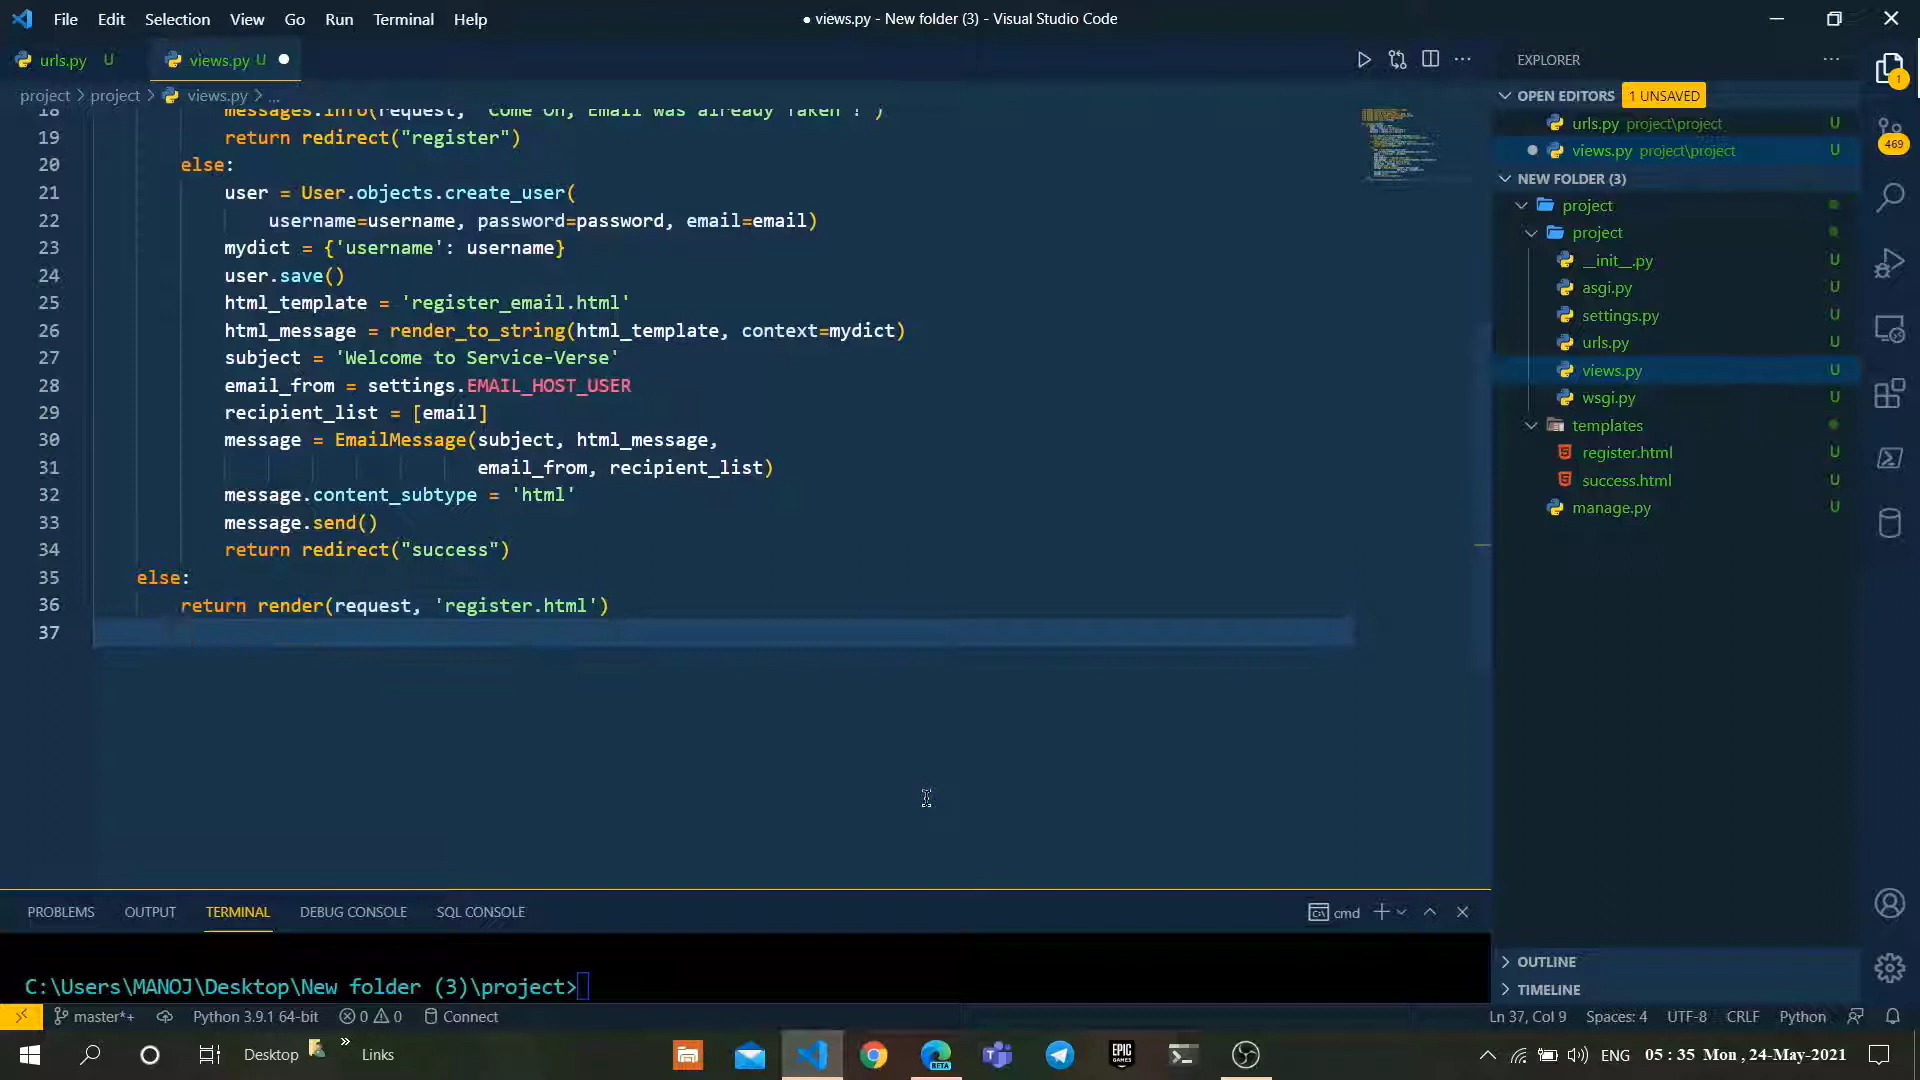 File Edit Selection View Go Run Terminal Help
● views.py - New folder (3) - Visual Studio Code
urls.py U
views.py U
project > project > views.py > ...
18 messages.info(request, "Come On, Email was already Taken !")
19 return redirect("register")
20 else:
21 user = User.objects.create_user(
22 username=username, password=password, email=email)
23 mydict = {'username': username}
24 user.save()
25 html_template = 'register_email.html'
26 html_message = render_to_string(html_template, context=mydict)
27 subject = 'Welcome to Service-Verse'
28 email_from = settings.EMAIL_HOST_USER
29 recipient_list = [email]
30 message = EmailMessage(subject, html_message,
31 email_from, recipient_list)
32 message.content_subtype = 'html'
33 message.send()
34 return redirect("success")
35 else:
36 return render(request, 'register.html')
37
EXPLORER
OPEN EDITORS 1 UNSAVED
urls.py project\project U
views.py project\project U
NEW FOLDER (3)
project
project
__init__.py U
asgi.py U
settings.py U
urls.py U
views.py U
wsgi.py U
templates
register.html U
success.html U
manage.py U
OUTLINE
TIMELINE
1
469
PROBLEMS OUTPUT TERMINAL DEBUG CONSOLE SQL CONSOLE
cmd
C:\Users\MANOJ\Desktop\New folder (3)\project>
master*+ Python 3.9.1 64-bit 0 0 Connect
Ln 37, Col 9 Spaces: 4 UTF-8 CRLF Python
Desktop » Links
BETA
EPIC GAMES
ENG 05 : 35 Mon , 24-May-2021